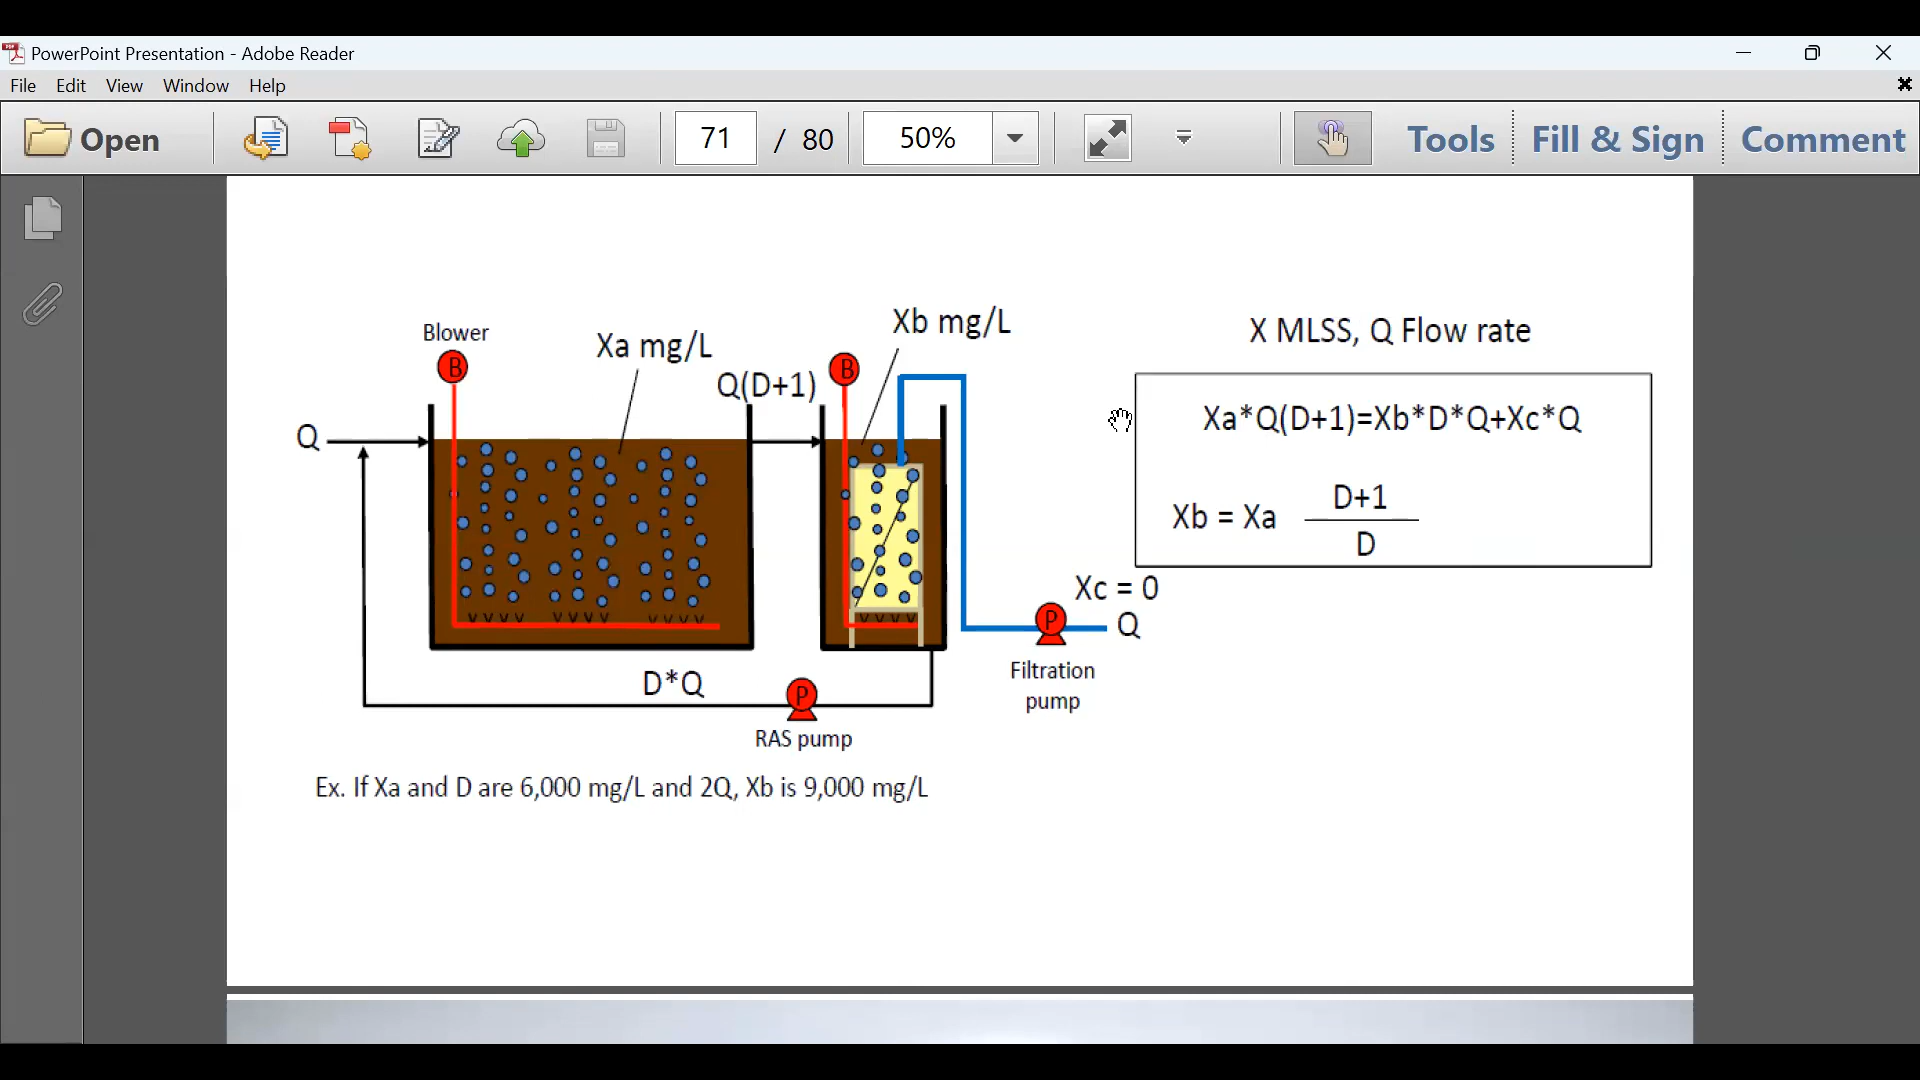 PowerPoint Presentation - Adobe Reader
File Edit View Window Help
Open 71 / 80 50% Tools Fill & Sign Comment
Blower
B
Xa mg/L
Q(D+1)
B
Xb mg/L
Q
X MLSS, Q Flow rate
Xa*Q(D+1)=Xb*D*Q+Xc*Q
Xb = Xa D+1
D
Xc = 0
P
Q
Filtration
pump
D*Q
P
RAS pump
Ex. If Xa and D are 6,000 mg/L and 2Q, Xb is 9,000 mg/L